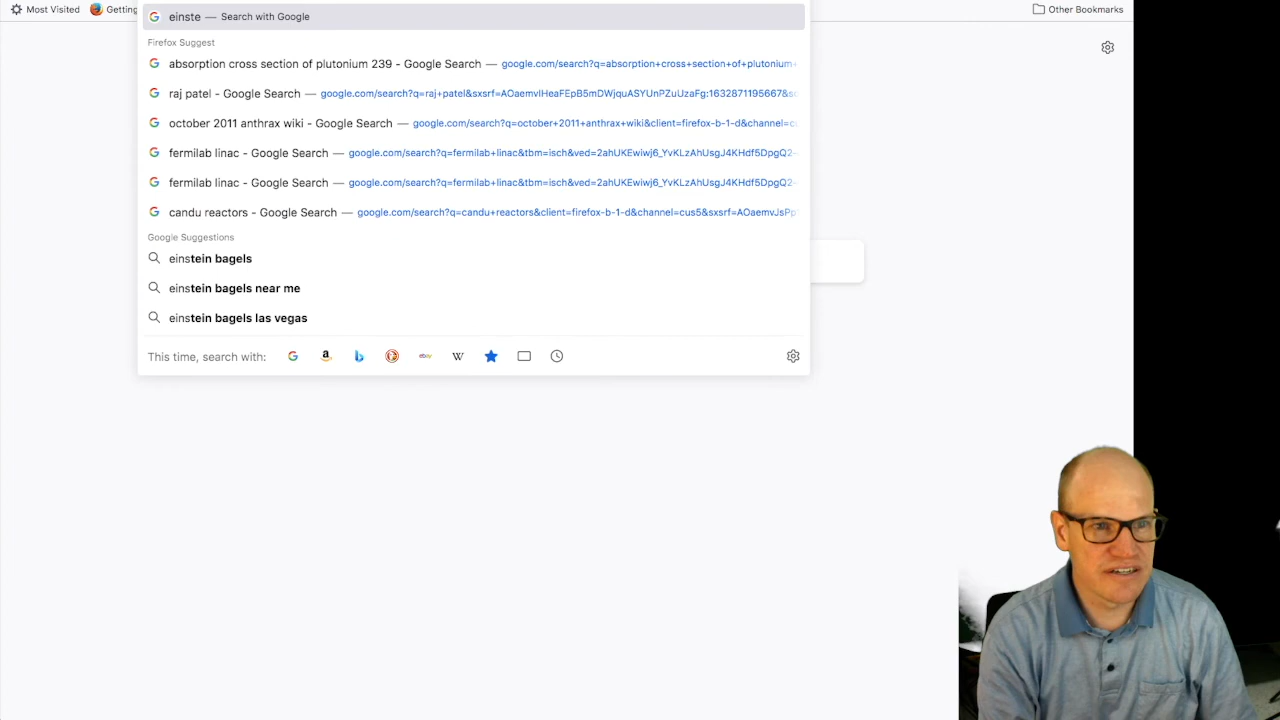 Most Visited Getting Other Bookmarks
einste — Search with Google
Firefox Suggest
absorption cross section of plutonium 239 - Google Search — google.com/search?q=absorption+cross+section+of+plutonium+
raj patel - Google Search — google.com/search?q=raj+patel&sxsrf=AOaemvIHeaFEpB5mDWjquASYUnPZuUzaFg:1632871195667&s
october 2011 anthrax wiki - Google Search — google.com/search?q=october+2011+anthrax+wiki&client=firefox-b-1-d&channel=c
fermilab linac - Google Search — google.com/search?q=fermilab+linac&tbm=isch&ved=2ahUKEwiwj6_YvKLzAhUsgJ4KHdf5DpgQ2-
fermilab linac - Google Search — google.com/search?q=fermilab+linac&tbm=isch&ved=2ahUKEwiwj6_YvKLzAhUsgJ4KHdf5DpgQ2-
candu reactors - Google Search — google.com/search?q=candu+reactors&client=firefox-b-1-d&channel=cus5&sxsrf=AOaemvJsPp
Google Suggestions
einstein bagels
einstein bagels near me
einstein bagels las vegas
This time, search with: